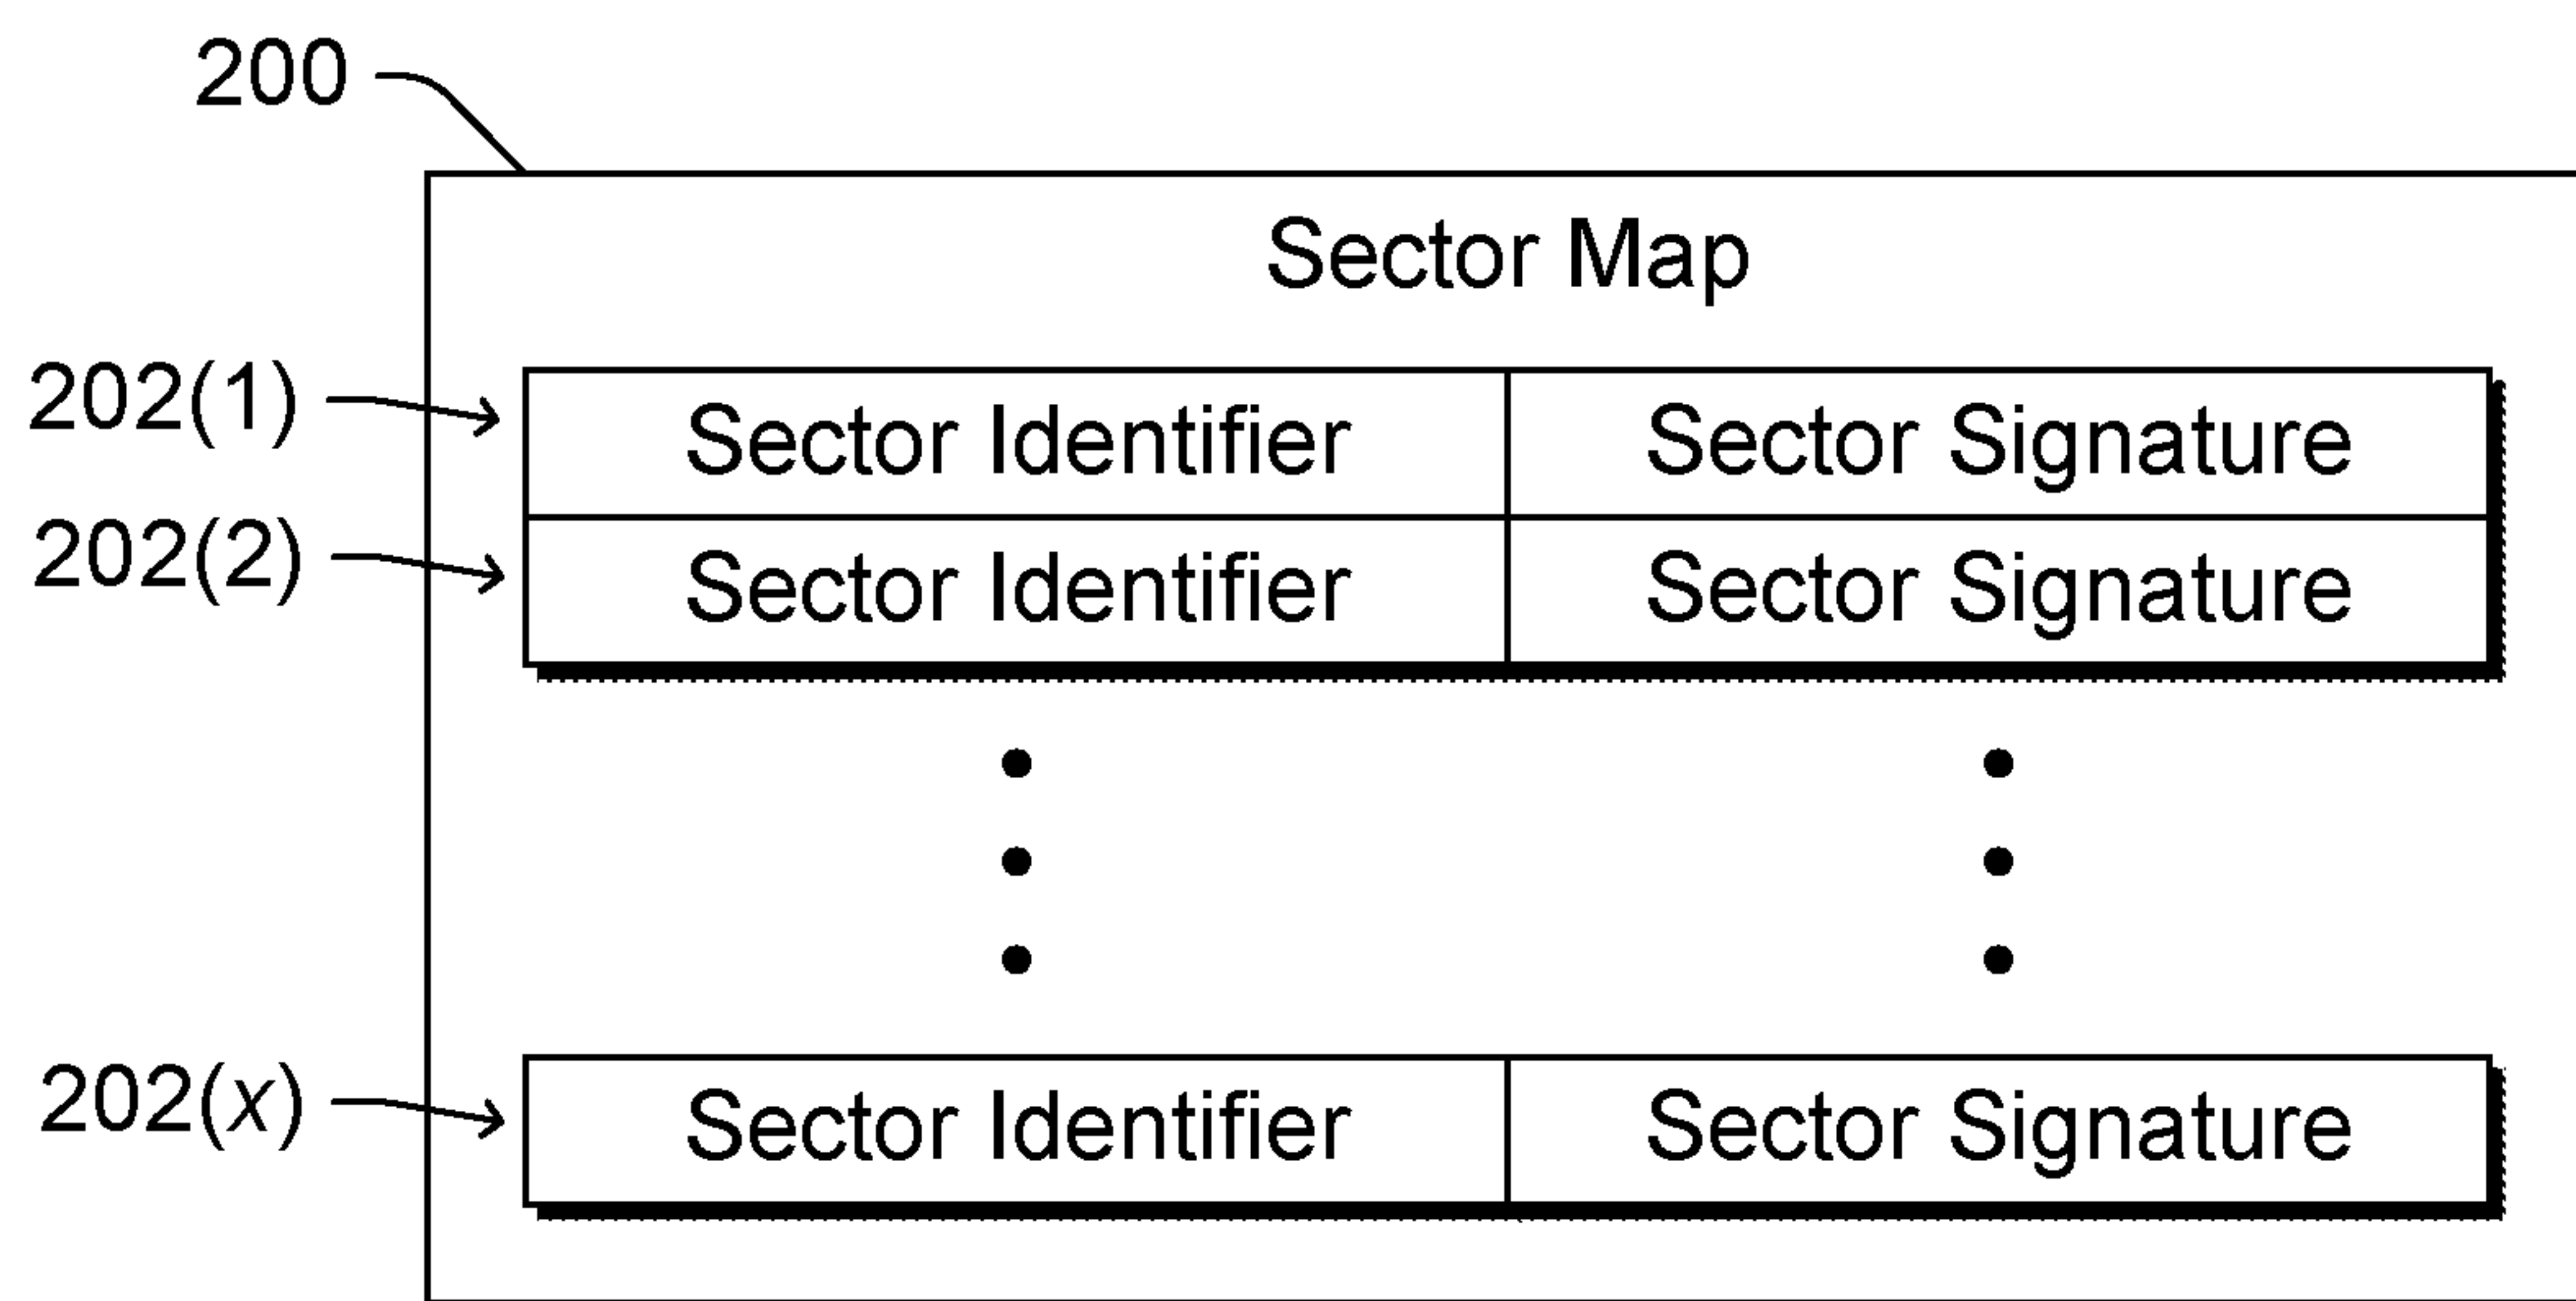 200
Sector Map
202(1) Sector Identifier Sector Signature
202(2) Sector Identifier Sector Signature
202(x) Sector Identifier Sector Signature